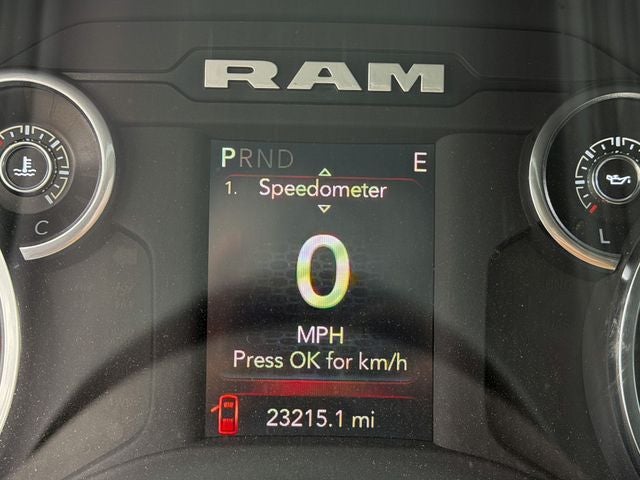 RAM
PRND E
1. Speedometer
0
MPH
Press OK for km/h
23215.1 mi
C
L